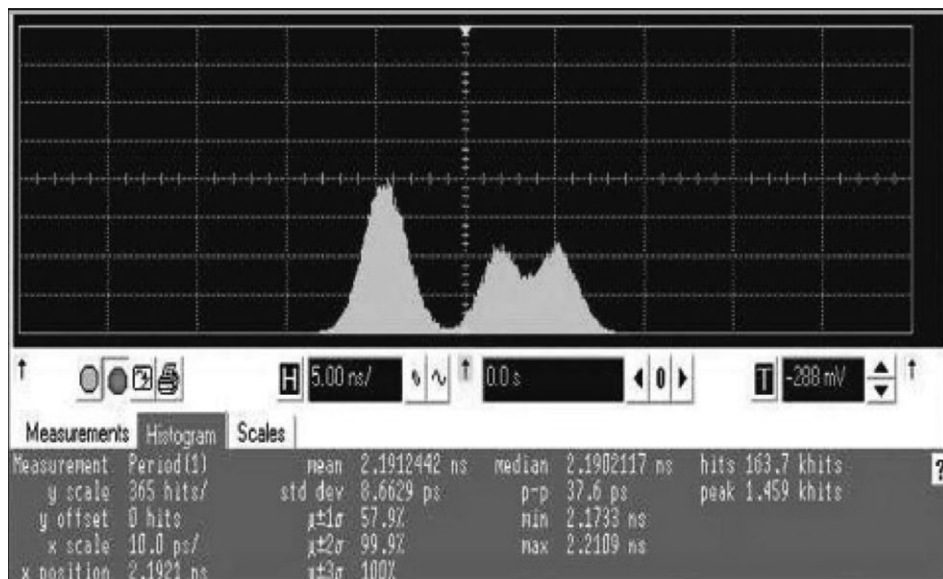 H 5.00 ns/ 0.0 s 0 T -288 mV
Measurements Histogram Scales
Measurement Period(1) mean 2.1912442 ns median 2.1902117 ns hits 163.7 khits ?
y scale 365 hits/ std dev 8.6629 ps p-p 37.6 ps peak 1.459 khits
y offset 0 hits µ±1σ 57.9% min 2.1733 ns
x scale 10.0 ps/ µ±2σ 99.9% max 2.2109 ns
x position 2.1921 ns µ±3σ 100%